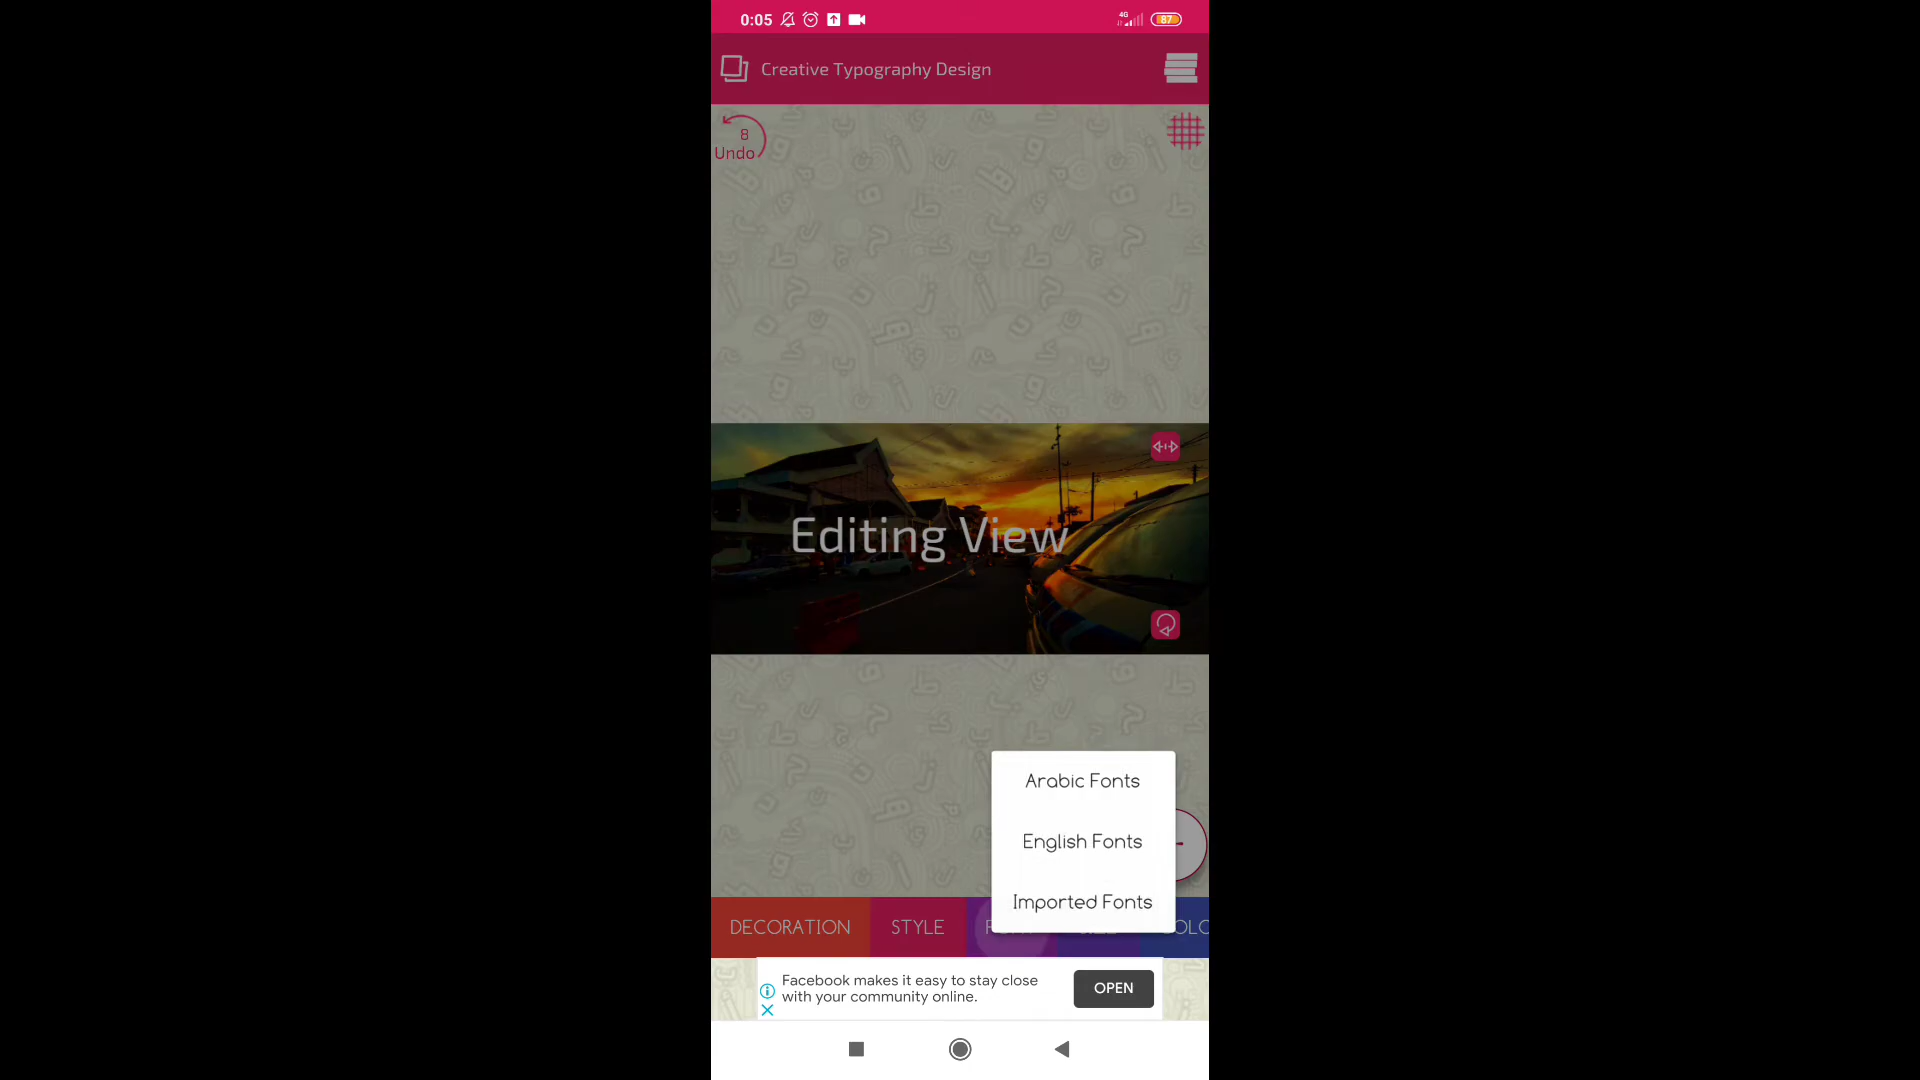 0:05
4G
87
Creative Typography Design
8
Undo
Editing View
Arabic Fonts
English Fonts
Imported Fonts
DECORATION
STYLE
Facebook makes it easy to stay close
with your community online.
OPEN